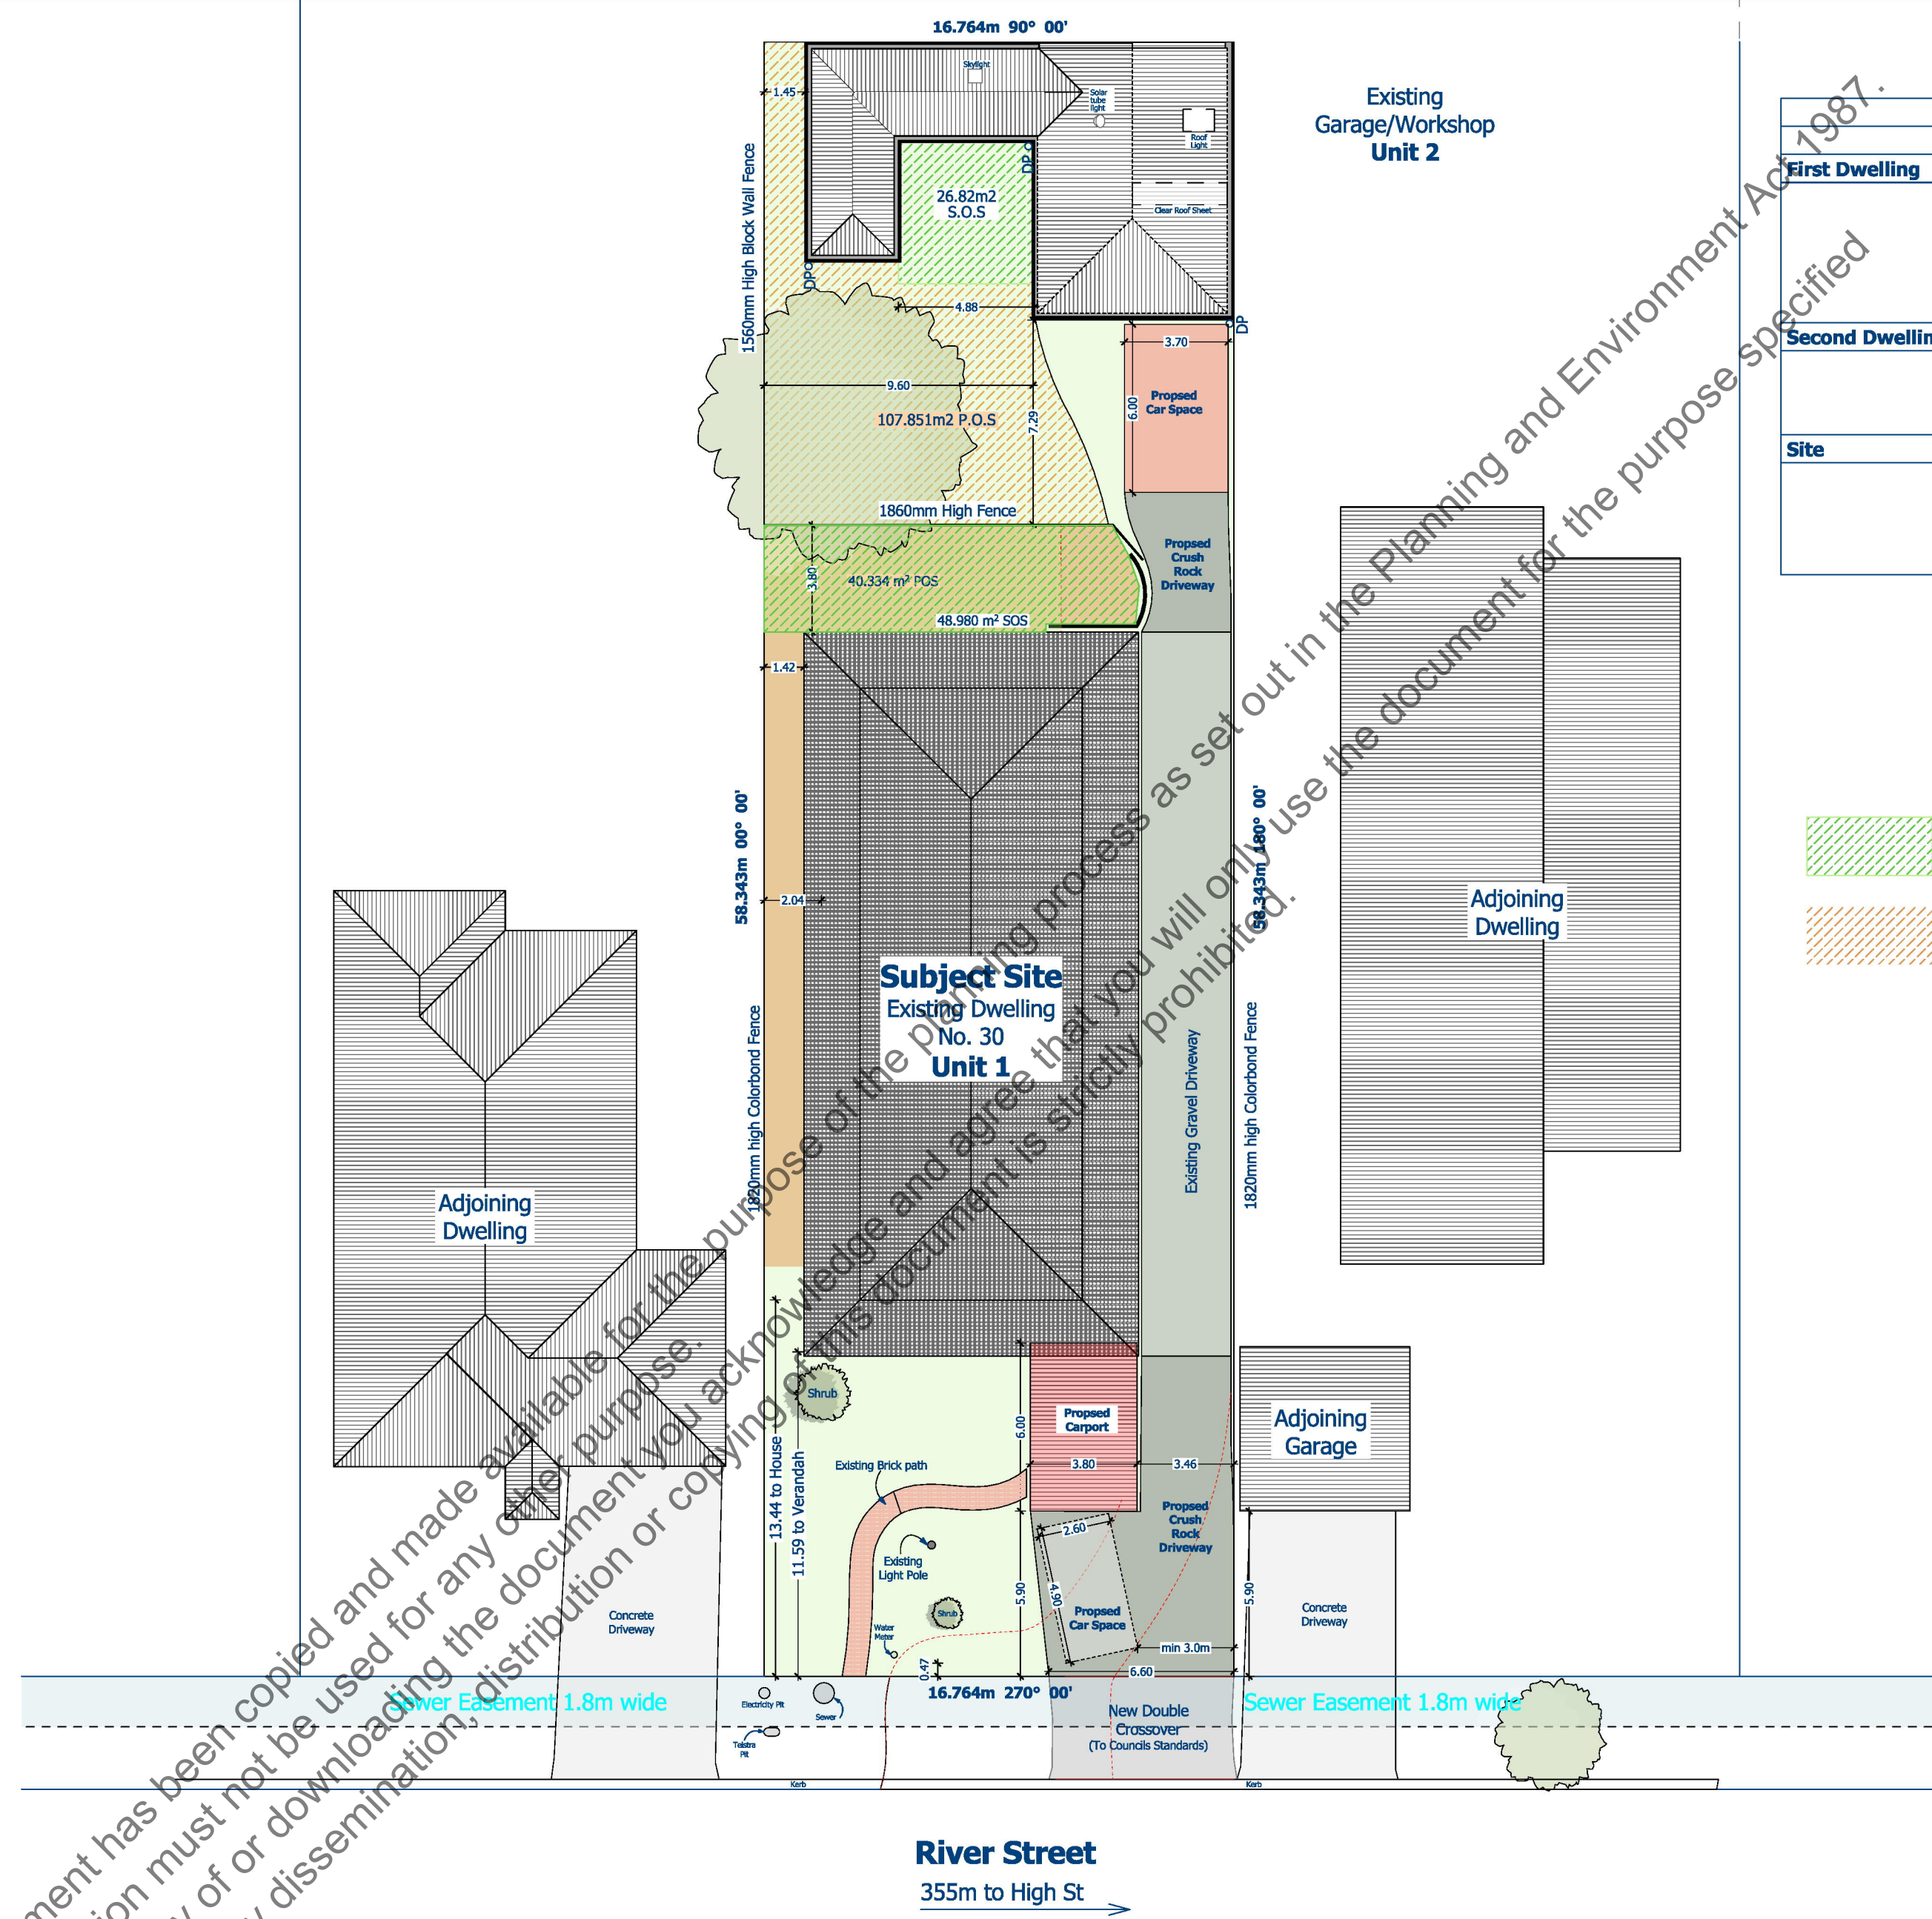 16.764m 90° 00'
Skylight
Solar
tube
light
Roof
Light
1.45
DP
26.82m2
S.O.S
Clear Roof Sheet
1560mm High Block Wall Fence
DP
4.88
DP
3.70
Existing
Garage/Workshop
Unit 2
First Dwelling
Second Dwellin
Site
9.60
107.851m2 P.O.S
7.29
6.00
Propsed
Car Space
1860mm High Fence
3.80
40.334 m² POS
48.980 m² SOS
Propsed
Crush
Rock
Driveway
1.42
58.343m 00° 00'
58.343m 180° 00'
2.04
Subject Site
Existing Dwelling
No. 30
Unit 1
Existing Gravel Driveway
1820mm high Colorbond Fence
1820mm high Colorbond Fence
Adjoining
Dwelling
Adjoining
Dwelling
Adjoining
Garage
Shrub
13.44 to House
11.59 to Verandah
6.00
Propsed
Carport
3.80
3.46
Existing Brick path
Propsed
Crush
Rock
Driveway
Existing
Light Pole
2.60
4.90
5.90
Propsed
Car Space
Shrub
Water
Meter
0.47
min 3.0m
6.60
5.90
Concrete
Driveway
Concrete
Driveway
Sewer Easement 1.8m wide
Electricity Pit
Sewer
Telstra
Pit
16.764m 270° 00'
New Double
Crossover
(To Councils Standards)
Sewer Easement 1.8m wide
Kerb
Kerb
River Street
355m to High St
ment has been copied and made available for the purpose of the planning process as set out in the Planning and Environment Act 1987.
ion must not be used for any other purpose.
y of or downloading the document you acknowledge and agree that you will only use the document for the purpose specified
y dissemination, distribution or copying of this document is strictly prohibited.